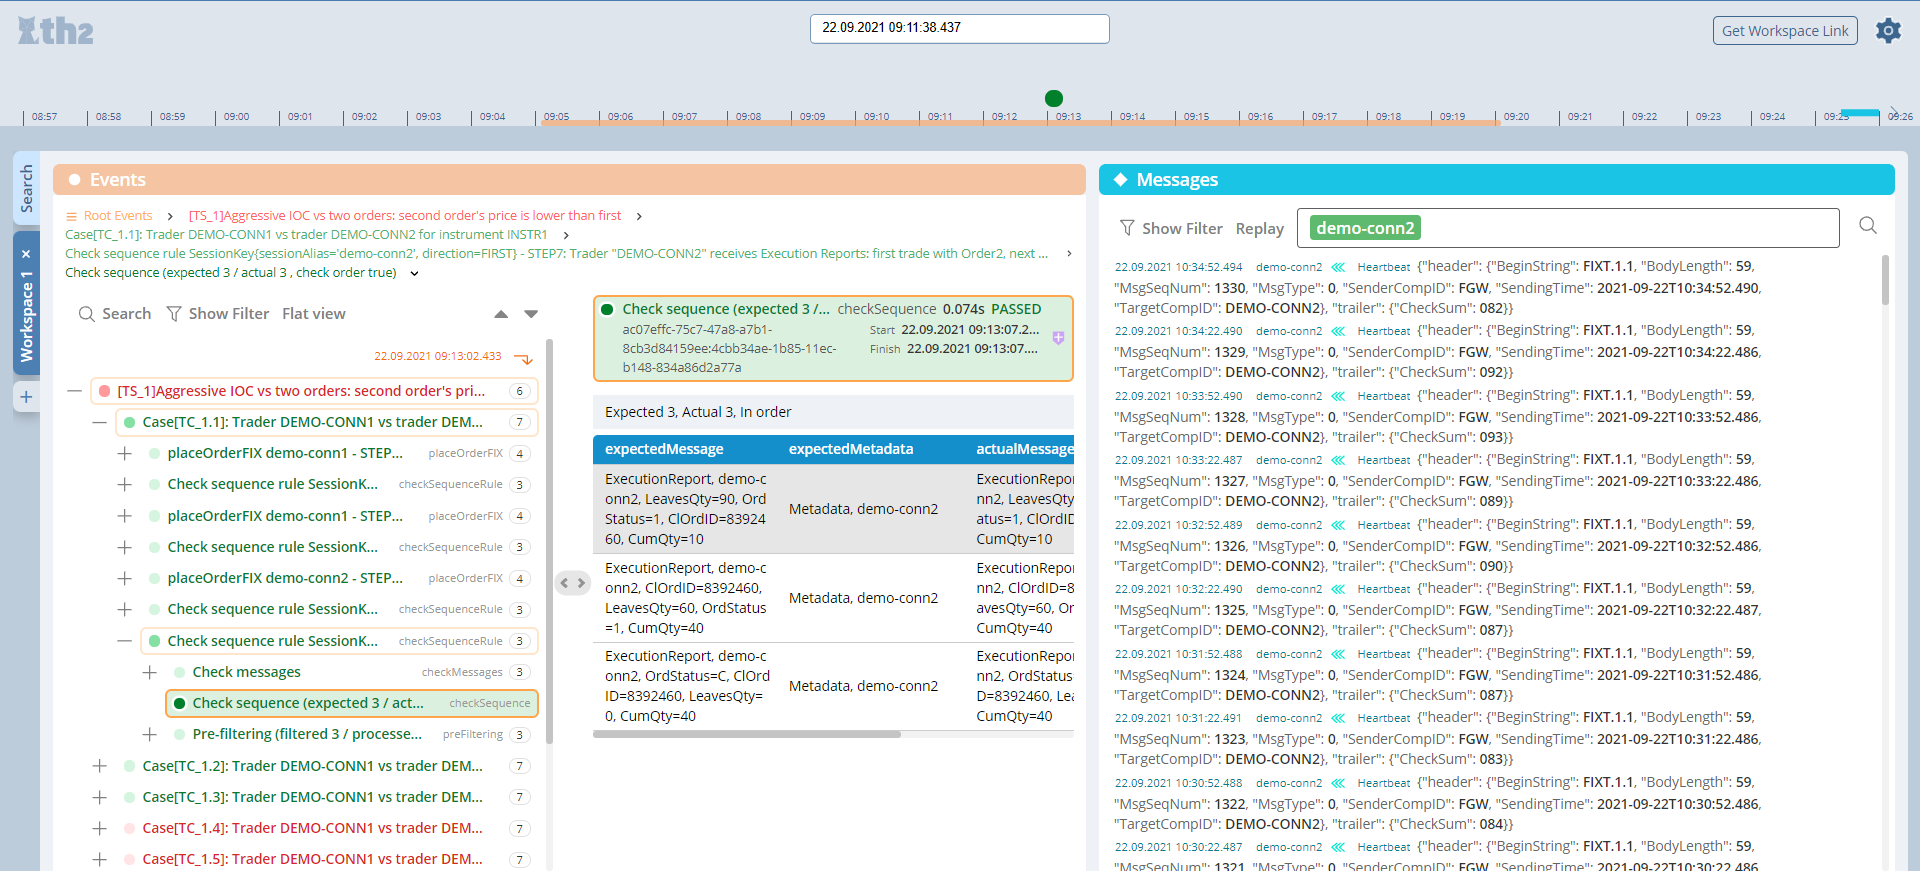 th2
22.09.2021 09:11:38.437
Get Workspace Link
08:57 08:58 08:59 09:00 09:01 09:02 09:03 09:04 09:05 09:06 09:07 09:08 09:09 09:10 09:11 09:12 09:13 09:14 09:15 09:16 09:17 09:18 09:19 09:20 09:21 09:22 09:23 09:24 09:26
Search
Workspace 1
Events
Root Events [TS_1]Aggressive IOC vs two orders: second order's price is lower than first
Case[TC_1.1]: Trader DEMO-CONN1 vs trader DEMO-CONN2 for instrument INSTR1
Check sequence rule SessionKey{sessionAlias='demo-conn2', direction=FIRST} - STEP7: Trader "DEMO-CONN2" receives Execution Reports: first trade with Order2, next ...
Check sequence (expected 3 / actual 3 , check order true)
Search Show Filter Flat view
22.09.2021 09:13:02.433
[TS_1]Aggressive IOC vs two orders: second order's pri... 6
Case[TC_1.1]: Trader DEMO-CONN1 vs trader DEM... 7
placeOrderFIX demo-conn1 - STEP... placeOrderFIX 4
Check sequence rule SessionK... checkSequenceRule 3
placeOrderFIX demo-conn1 - STEP... placeOrderFIX 4
Check sequence rule SessionK... checkSequenceRule 3
placeOrderFIX demo-conn2 - STEP... placeOrderFIX 4
Check sequence rule SessionK... checkSequenceRule 3
Check sequence rule SessionK... checkSequenceRule 3
Check messages checkMessages 3
Check sequence (expected 3 / act... checkSequence
Pre-filtering (filtered 3 / processe... preFiltering 3
Case[TC_1.2]: Trader DEMO-CONN1 vs trader DEM... 7
Case[TC_1.3]: Trader DEMO-CONN1 vs trader DEM... 7
Case[TC_1.4]: Trader DEMO-CONN1 vs trader DEM... 7
Case[TC_1.5]: Trader DEMO-CONN1 vs trader DEM... 7
Check sequence (expected 3 /... checkSequence 0.074s PASSED
ac07effc-75c7-47a8-a7b1-
8cb3d84159ee:4cbb34ae-1b85-11ec-
b148-834a86d2a77a
Start 22.09.2021 09:13:07.2...
Finish 22.09.2021 09:13:07....
Expected 3, Actual 3, In order
expectedMessage expectedMetadata actualMessage
ExecutionReport, demo-c
onn2, LeavesQty=90, Ord
Status=1, ClOrdID=83924
60, CumQty=10
Metadata, demo-conn2
ExecutionRepo
nn2, LeavesQty
atus=1, ClOrdID
CumQty=10
ExecutionReport, demo-c
onn2, ClOrdID=8392460,
LeavesQty=60, OrdStatus
=1, CumQty=40
Metadata, demo-conn2
ExecutionRepo
nn2, ClOrdID=8
avesQty=60, Or
CumQty=40
ExecutionReport, demo-c
onn2, OrdStatus=C, ClOrd
ID=8392460, LeavesQty=
0, CumQty=40
Metadata, demo-conn2
ExecutionRepo
nn2, OrdStatus
D=8392460, Lea
CumQty=40
Messages
Show Filter Replay demo-conn2
22.09.2021 10:34:52.494 demo-conn2 Heartbeat {"header": {"BeginString": FIXT.1.1, "BodyLength": 59,
"MsgSeqNum": 1330, "MsgType": 0, "SenderCompID": FGW, "SendingTime": 2021-09-22T10:34:52.490,
"TargetCompID": DEMO-CONN2}, "trailer": {"CheckSum": 082}}
22.09.2021 10:34:22.490 demo-conn2 Heartbeat {"header": {"BeginString": FIXT.1.1, "BodyLength": 59,
"MsgSeqNum": 1329, "MsgType": 0, "SenderCompID": FGW, "SendingTime": 2021-09-22T10:34:22.486,
"TargetCompID": DEMO-CONN2}, "trailer": {"CheckSum": 092}}
22.09.2021 10:33:52.490 demo-conn2 Heartbeat {"header": {"BeginString": FIXT.1.1, "BodyLength": 59,
"MsgSeqNum": 1328, "MsgType": 0, "SenderCompID": FGW, "SendingTime": 2021-09-22T10:33:52.486,
"TargetCompID": DEMO-CONN2}, "trailer": {"CheckSum": 093}}
22.09.2021 10:33:22.487 demo-conn2 Heartbeat {"header": {"BeginString": FIXT.1.1, "BodyLength": 59,
"MsgSeqNum": 1327, "MsgType": 0, "SenderCompID": FGW, "SendingTime": 2021-09-22T10:33:22.486,
"TargetCompID": DEMO-CONN2}, "trailer": {"CheckSum": 089}}
22.09.2021 10:32:52.489 demo-conn2 Heartbeat {"header": {"BeginString": FIXT.1.1, "BodyLength": 59,
"MsgSeqNum": 1326, "MsgType": 0, "SenderCompID": FGW, "SendingTime": 2021-09-22T10:32:52.486,
"TargetCompID": DEMO-CONN2}, "trailer": {"CheckSum": 090}}
22.09.2021 10:32:22.490 demo-conn2 Heartbeat {"header": {"BeginString": FIXT.1.1, "BodyLength": 59,
"MsgSeqNum": 1325, "MsgType": 0, "SenderCompID": FGW, "SendingTime": 2021-09-22T10:32:22.487,
"TargetCompID": DEMO-CONN2}, "trailer": {"CheckSum": 087}}
22.09.2021 10:31:52.488 demo-conn2 Heartbeat {"header": {"BeginString": FIXT.1.1, "BodyLength": 59,
"MsgSeqNum": 1324, "MsgType": 0, "SenderCompID": FGW, "SendingTime": 2021-09-22T10:31:52.486,
"TargetCompID": DEMO-CONN2}, "trailer": {"CheckSum": 087}}
22.09.2021 10:31:22.491 demo-conn2 Heartbeat {"header": {"BeginString": FIXT.1.1, "BodyLength": 59,
"MsgSeqNum": 1323, "MsgType": 0, "SenderCompID": FGW, "SendingTime": 2021-09-22T10:31:22.486,
"TargetCompID": DEMO-CONN2}, "trailer": {"CheckSum": 083}}
22.09.2021 10:30:52.488 demo-conn2 Heartbeat {"header": {"BeginString": FIXT.1.1, "BodyLength": 59,
"MsgSeqNum": 1322, "MsgType": 0, "SenderCompID": FGW, "SendingTime": 2021-09-22T10:30:52.486,
"TargetCompID": DEMO-CONN2}, "trailer": {"CheckSum": 084}}
22.09.2021 10:30:22.487 demo-conn2 Heartbeat {"header": {"BeginString": FIXT.1.1, "BodyLength": 59,
"MsgSeqNum": 1321, "MsgType": 0, "SenderCompID": FGW, "SendingTime": 2021-09-22T10:30:22.486,